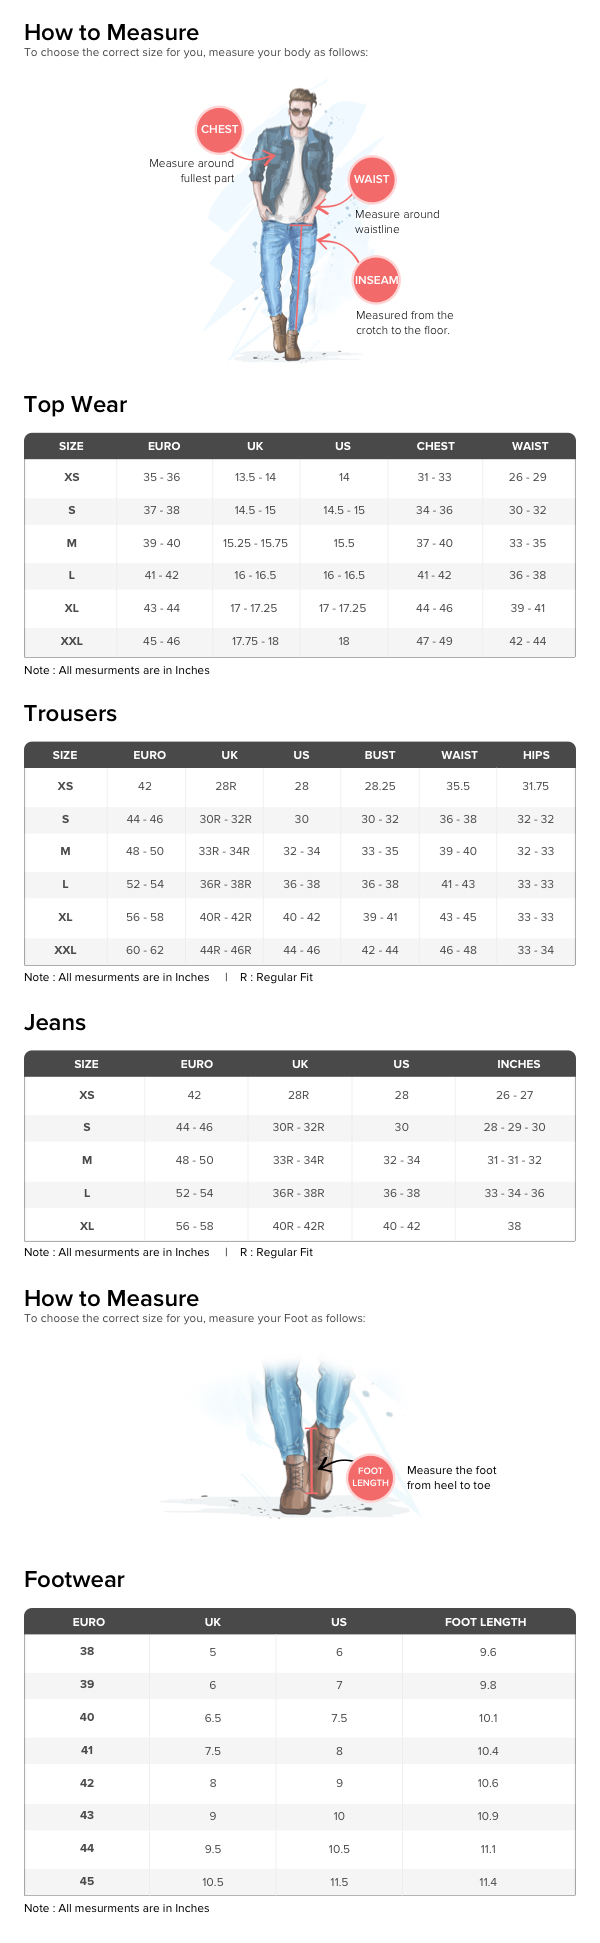 How to Measure
To choose the correct size for you, measure your body as follows:
CHEST
Measure around
fullest part
WAIST
Measure around
waistline
INSEAM
Measured from the
crotch to the floor.
Top Wear
SIZE EURO UK US CHEST WAIST
XS 35 - 36 13.5 - 14 14 31 - 33 26 - 29
S 37 - 38 14.5 - 15 14.5 - 15 34 - 36 30 - 32
M 39 - 40 15.25 - 15.75 15.5 37 - 40 33 - 35
L 41 - 42 16 - 16.5 16 - 16.5 41 - 42 36 - 38
XL 43 - 44 17 - 17.25 17 - 17.25 44 - 46 39 - 41
XXL 45 - 46 17.75 - 18 18 47 - 49 42 - 44
Note : All mesurments are in Inches
Trousers
SIZE EURO UK US BUST WAIST HIPS
XS 42 28R 28 28.25 35.5 31.75
S 44 - 46 30R - 32R 30 30 - 32 36 - 38 32 - 32
M 48 - 50 33R - 34R 32 - 34 33 - 35 39 - 40 32 - 33
L 52 - 54 36R - 38R 36 - 38 36 - 38 41 - 43 33 - 33
XL 56 - 58 40R - 42R 40 - 42 39 - 41 43 - 45 33 - 33
XXL 60 - 62 44R - 46R 44 - 46 42 - 44 46 - 48 33 - 34
Note : All mesurments are in Inches | R : Regular Fit
Jeans
SIZE EURO UK US INCHES
XS 42 28R 28 26 - 27
S 44 - 46 30R - 32R 30 28 - 29 - 30
M 48 - 50 33R - 34R 32 - 34 31 - 31 - 32
L 52 - 54 36R - 38R 36 - 38 33 - 34 - 36
XL 56 - 58 40R - 42R 40 - 42 38
Note : All mesurments are in Inches | R : Regular Fit
How to Measure
To choose the correct size for you, measure your Foot as follows:
FOOT
LENGTH
Measure the foot
from heel to toe
Footwear
EURO UK US FOOT LENGTH
38 5 6 9.6
39 6 7 9.8
40 6.5 7.5 10.1
41 7.5 8 10.4
42 8 9 10.6
43 9 10 10.9
44 9.5 10.5 11.1
45 10.5 11.5 11.4
Note : All mesurments are in Inches